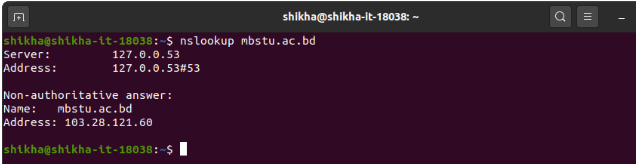 shikha@shikha-it-18038: ~
shikha@shikha-it-18038:~$ nslookup mbstu.ac.bd
Server:         127.0.0.53
Address:        127.0.0.53#53

Non-authoritative answer:
Name:   mbstu.ac.bd
Address: 103.28.121.60

shikha@shikha-it-18038:~$